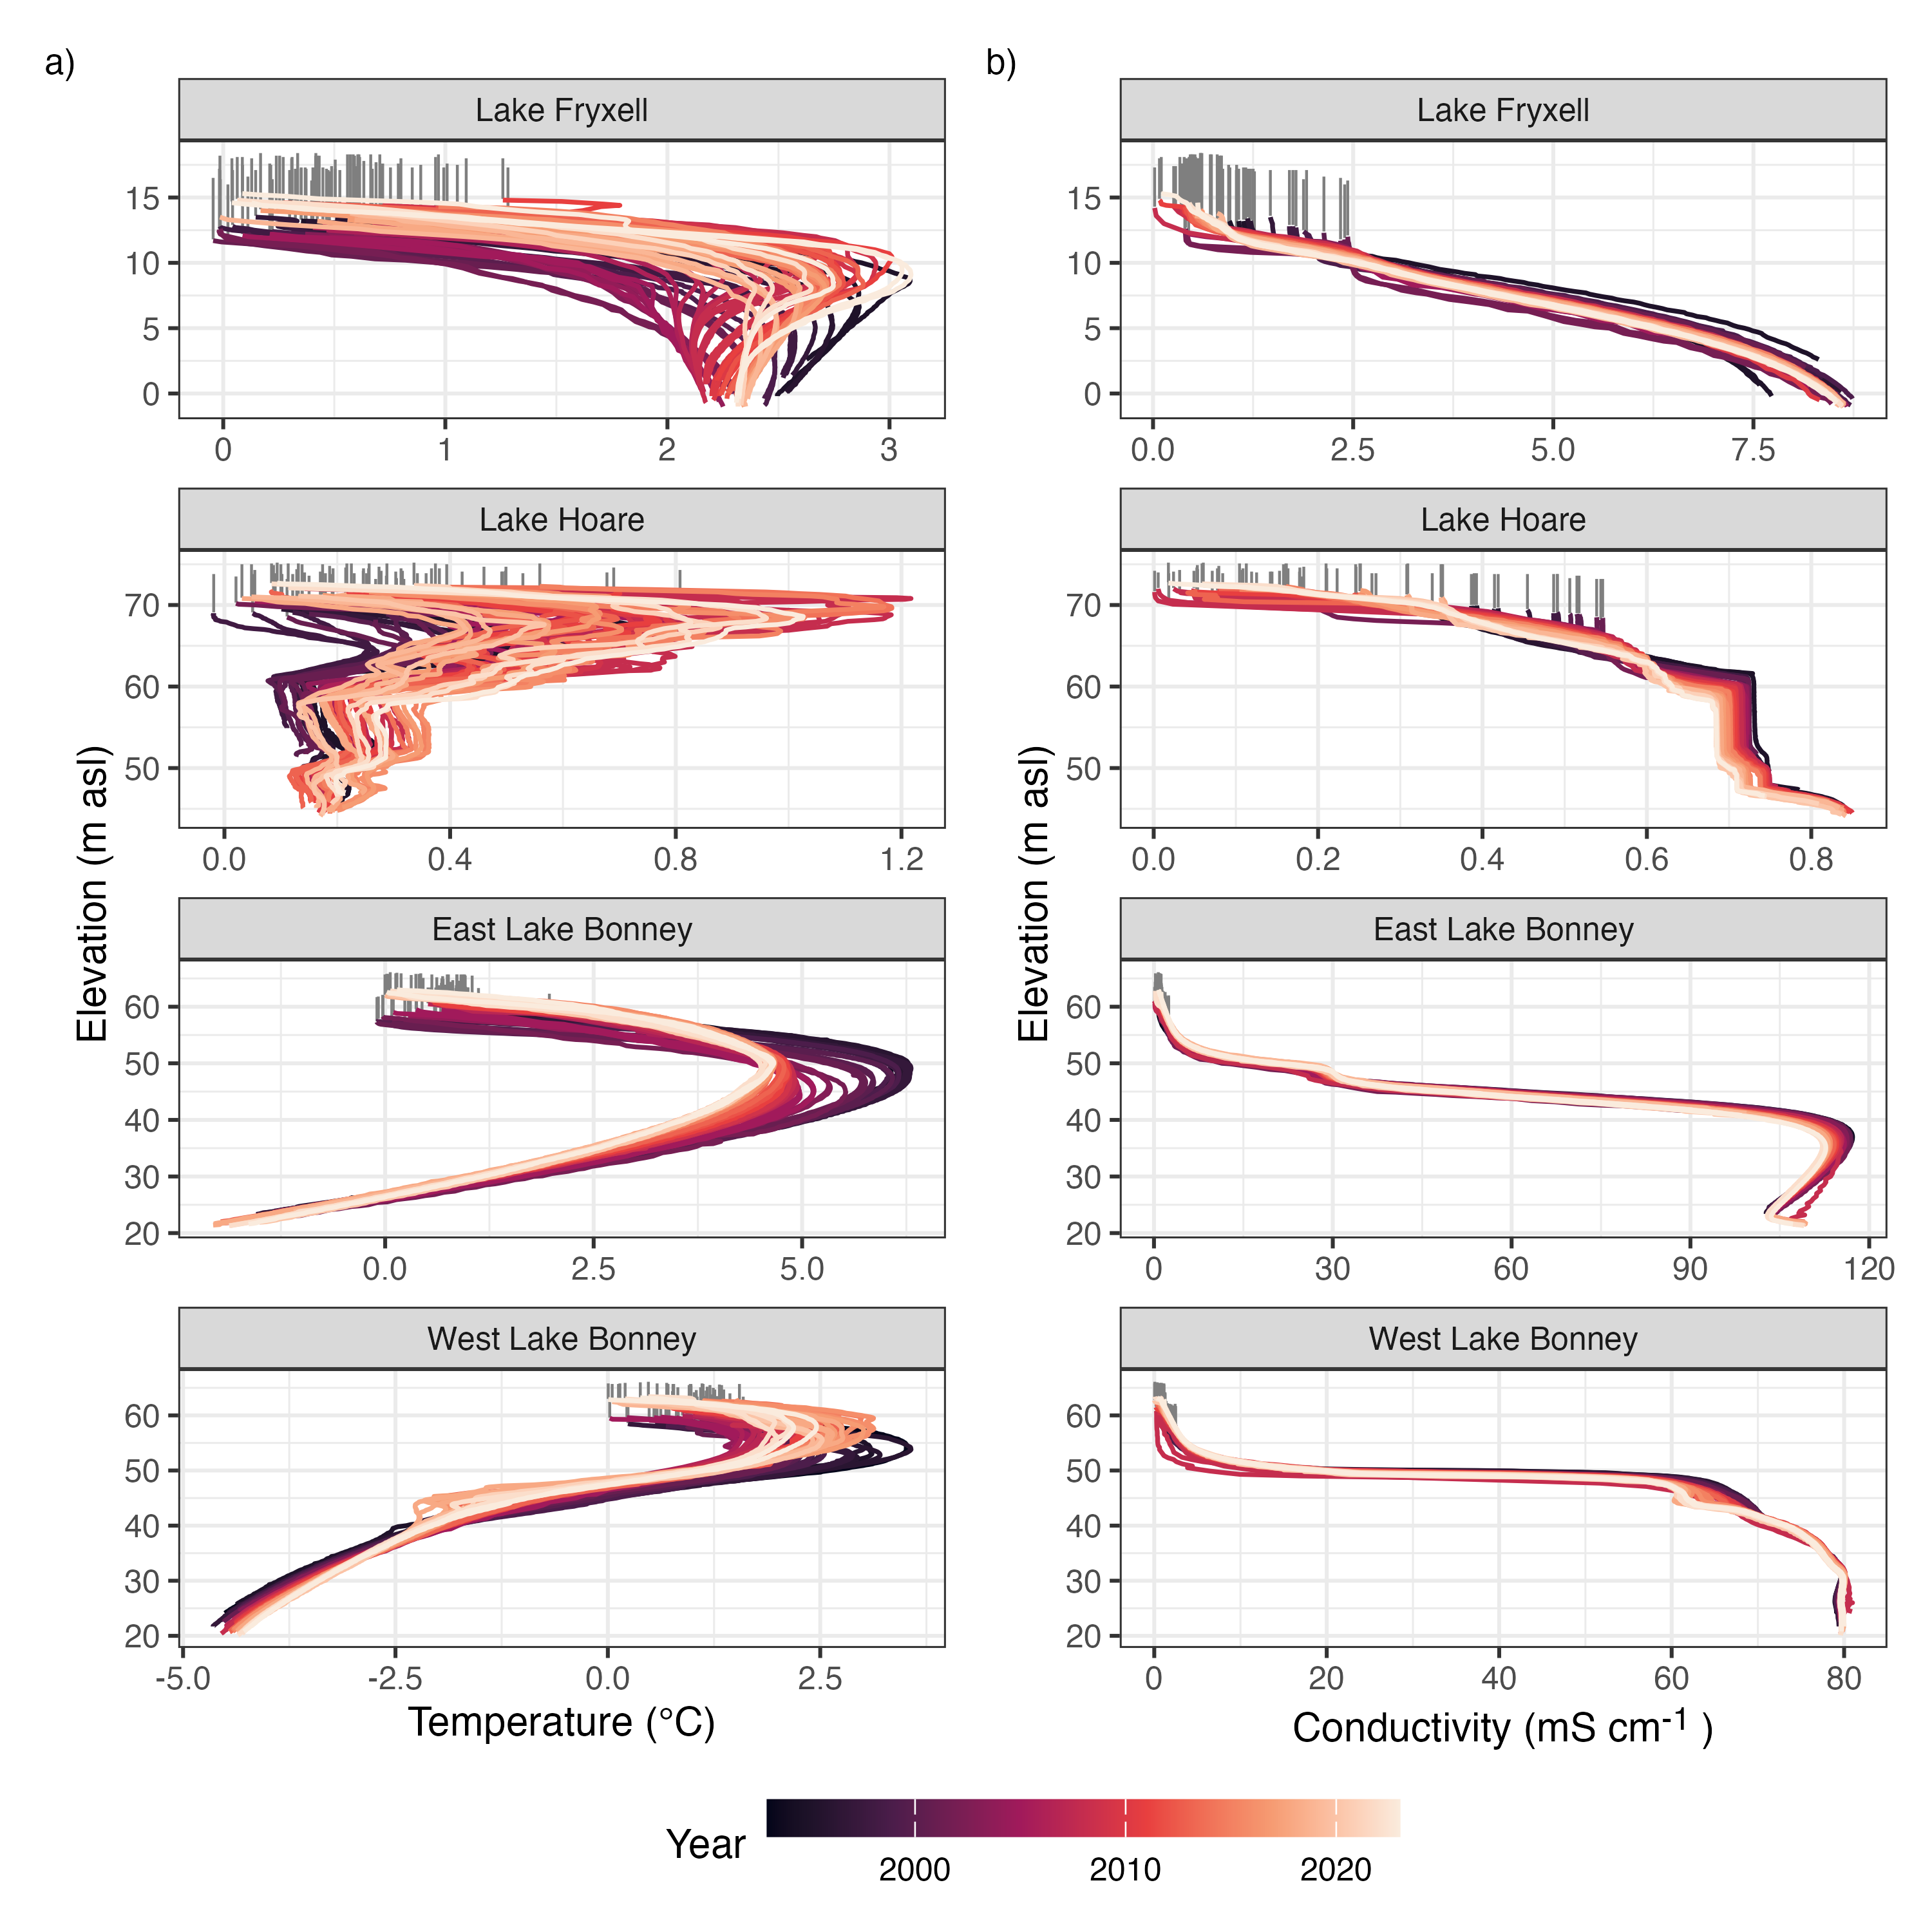 a)
Lake Fryxell
15
10
5
0
0 1 2 3
Lake Hoare
70
60
50
0.0 0.4 0.8 1.2
East Lake Bonney
60
50
40
30
20
0.0 2.5 5.0
West Lake Bonney
60
50
40
30
20
-5.0 -2.5 0.0 2.5
Elevation (m asl)
Temperature (°C)
b)
Lake Fryxell
15
10
5
0
0.0 2.5 5.0 7.5
Lake Hoare
70
60
50
0.0 0.2 0.4 0.6 0.8
East Lake Bonney
60
50
40
30
20
0 30 60 90 120
West Lake Bonney
60
50
40
30
20
0 20 40 60 80
Elevation (m asl)
Conductivity (mS cm⁻¹ )
Year
2000 2010 2020